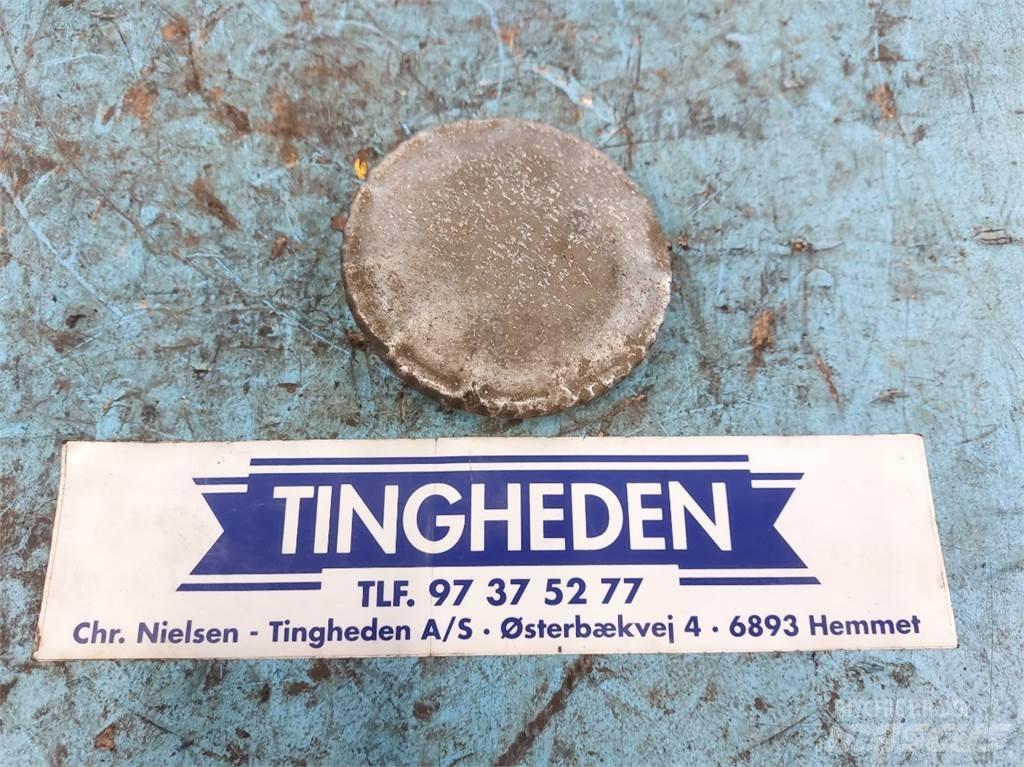 TINGHEDEN
TLF. 97 37 52 77
Chr. Nielsen - Tingheden A/S · Østerbækvej 4 · 6893 Hemmet